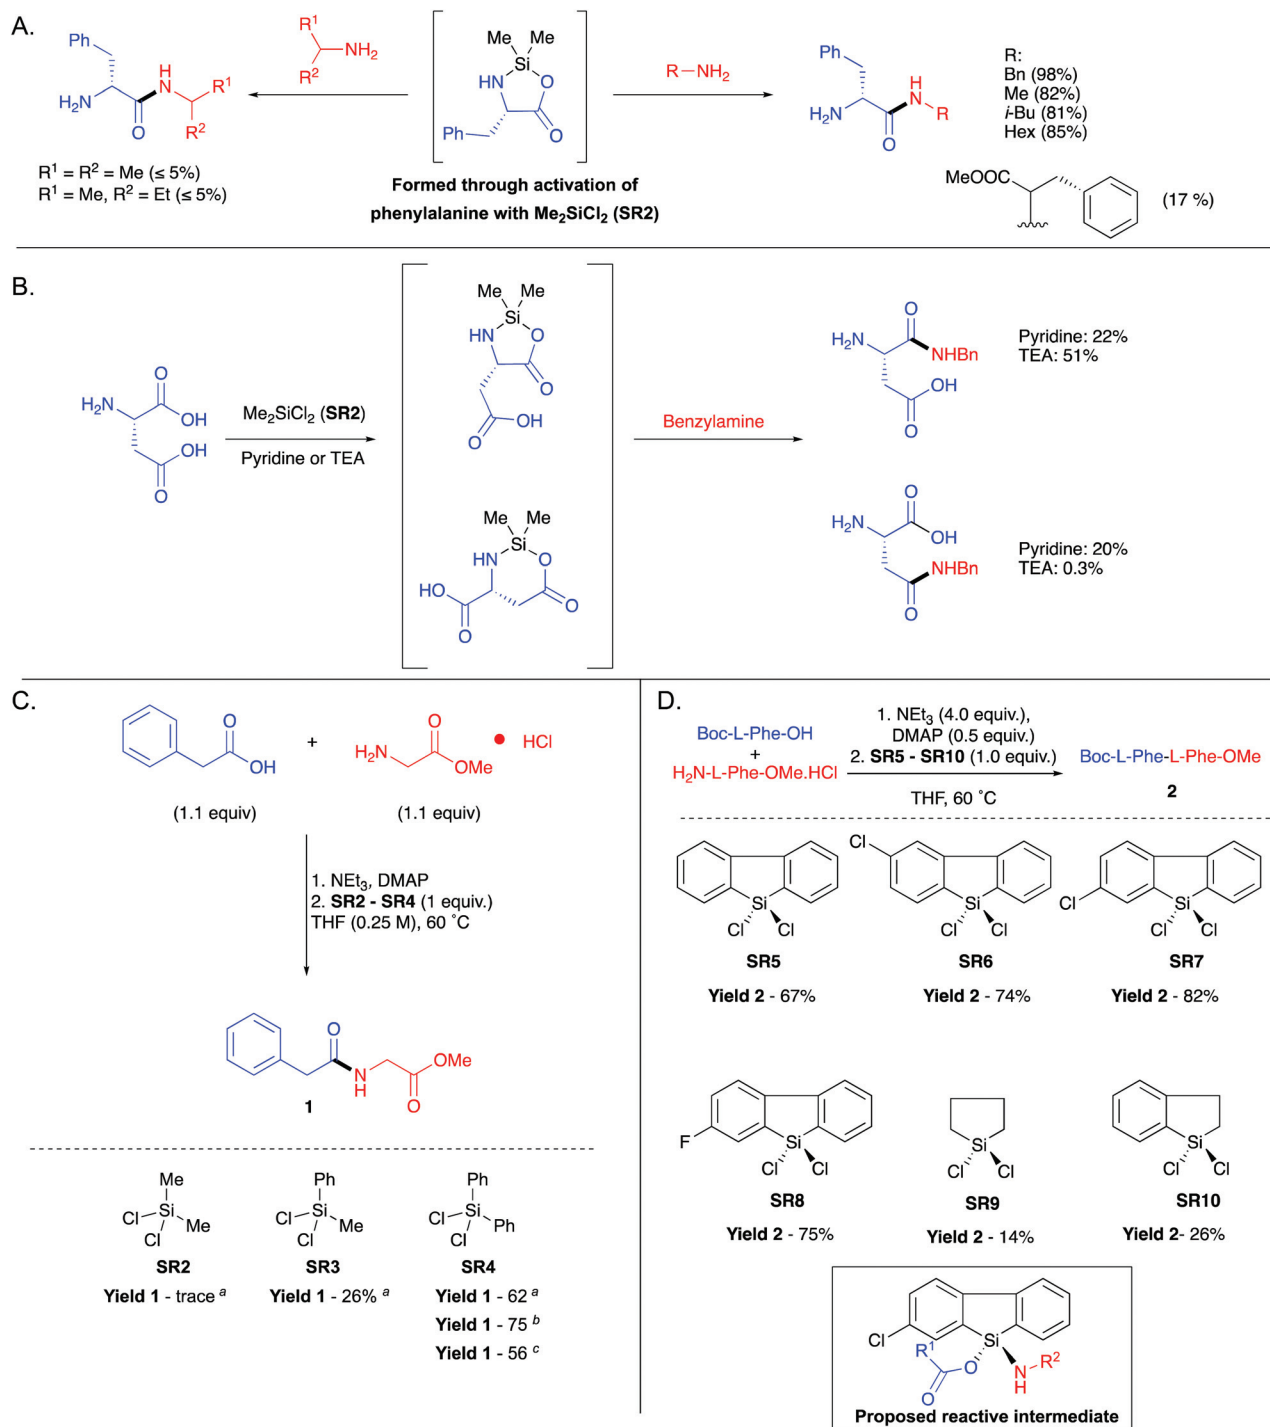 A.
Ph
H
N
R1
R2
H2N
O
R1 = R2 = Me (≤ 5%)
R1 = Me, R2 = Et (≤ 5%)
R1
R2
NH2
Me Me
Si
HN
O
O
Ph
Formed through activation of
phenylalanine with Me2SiCl2 (SR2)
R–NH2
Ph
H
N
R
H2N
O
R:
Bn (98%)
Me (82%)
i-Bu (81%)
Hex (85%)
MeOOC
(17 %)
B.
O
H2N
OH
OH
O
Me2SiCl2 (SR2)
Pyridine or TEA
Me Me
Si
HN
O
O
OH
O
Me Me
Si
HN
O
HO
O
O
Benzylamine
O
H2N
NHBn
OH
O
Pyridine: 22%
TEA: 51%
O
H2N
OH
NHBn
O
Pyridine: 20%
TEA: 0.3%
C.
O
OH
+
H2N
O
OMe
• HCl
(1.1 equiv)
(1.1 equiv)
1. NEt3, DMAP
2. SR2 - SR4 (1 equiv.)
THF (0.25 M), 60 ˚C
O
N
H
OMe
O
1
Me
Cl
Si
Me
Cl
SR2
Yield 1 - trace a
Ph
Cl
Si
Me
Cl
SR3
Yield 1 - 26% a
Ph
Cl
Si
Ph
Cl
SR4
Yield 1 - 62 a
Yield 1 - 75 b
Yield 1 - 56 c
D.
Boc-L-Phe-OH
+
H2N-L-Phe-OMe.HCl
1. NEt3 (4.0 equiv.),
DMAP (0.5 equiv.)
2. SR5 - SR10 (1.0 equiv.)
THF, 60 ˚C
Boc-L-Phe-L-Phe-OMe
2
Si
Cl Cl
SR5
Yield 2 - 67%
Cl
Si
Cl Cl
SR6
Yield 2 - 74%
Cl
Si
Cl Cl
SR7
Yield 2 - 82%
F
Si
Cl Cl
SR8
Yield 2 - 75%
Si
Cl Cl
SR9
Yield 2 - 14%
Si
Cl Cl
SR10
Yield 2- 26%
Cl
Si
R1
O
O
N
H
R2
Proposed reactive intermediate